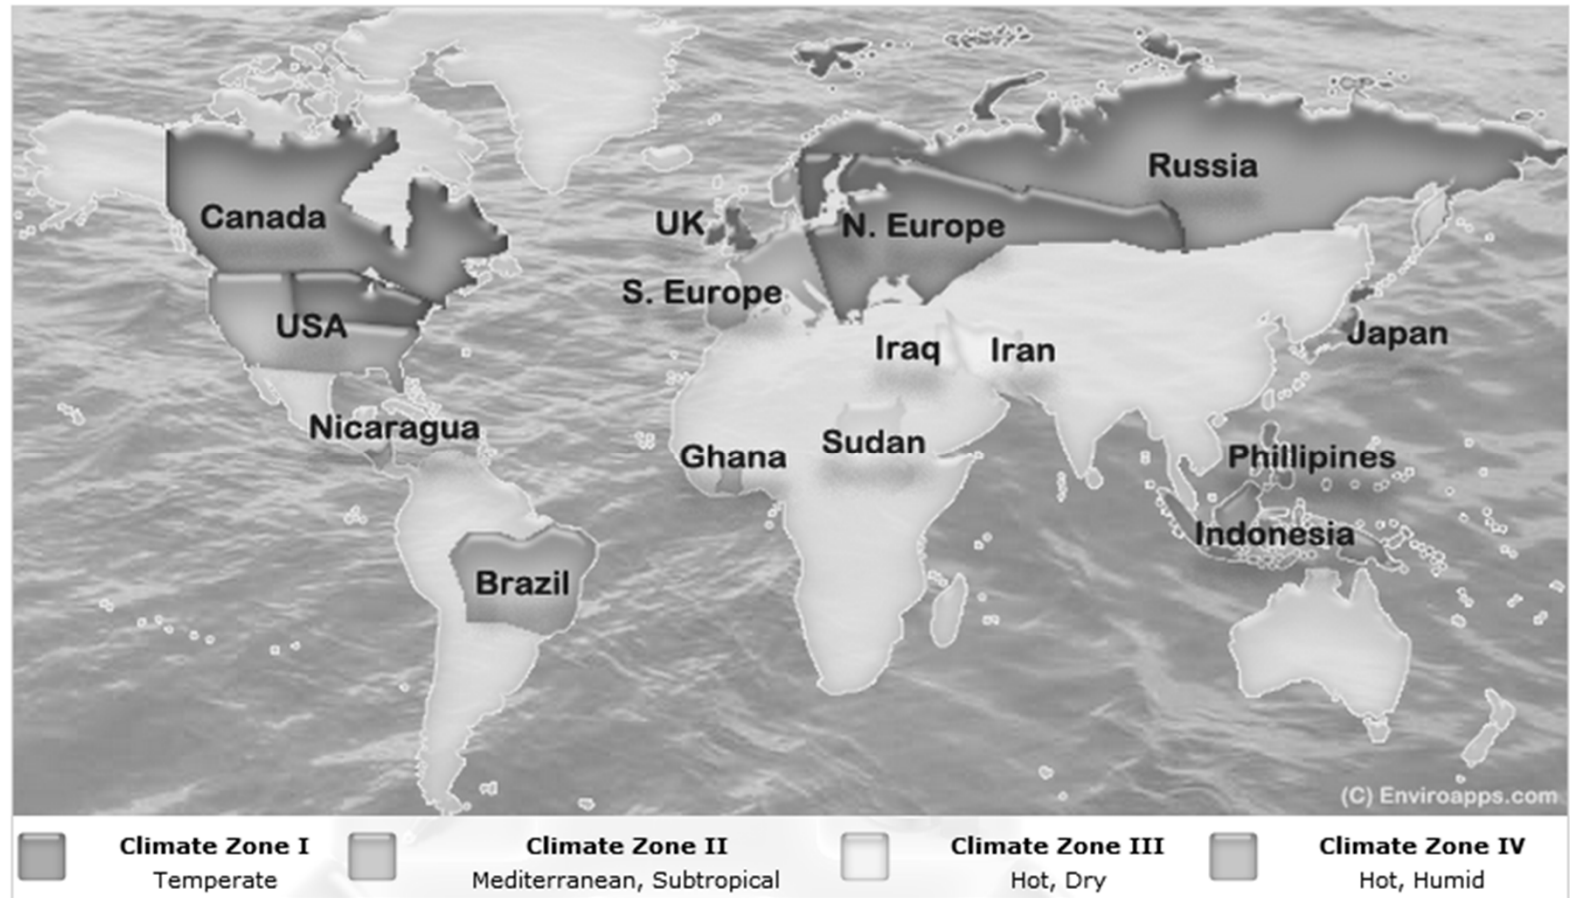 Russia
Canada
UK
N. Europe
S. Europe
USA
Japan
Iraq
Iran
Nicaragua
Sudan
Ghana
Phillipines
Indonesia
Brazil
(C) Enviroapps.com
Climate Zone I
Temperate
Climate Zone II
Mediterranean, Subtropical
Climate Zone III
Hot, Dry
Climate Zone IV
Hot, Humid